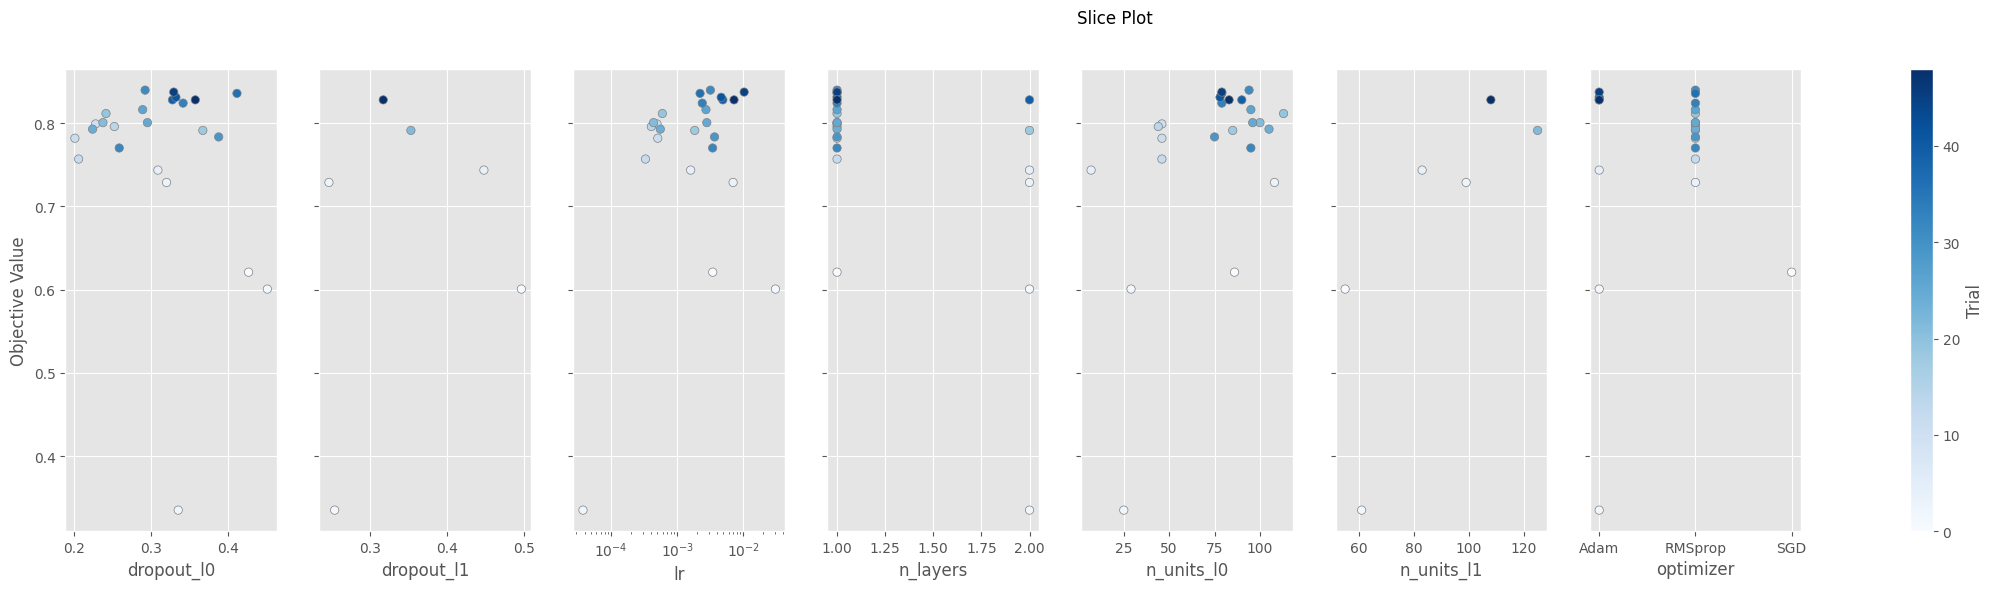 Slice Plot
Objective Value
0.8
0.7
0.6
0.5
0.4
0.2 0.3 0.4
dropout_l0
0.3 0.4 0.5
dropout_l1
10⁻⁴ 10⁻³ 10⁻²
lr
1.00 1.25 1.50 1.75 2.00
n_layers
25 50 75 100
n_units_l0
60 80 100 120
n_units_l1
Adam RMSprop SGD
optimizer
40
30
20
10
0
Trial